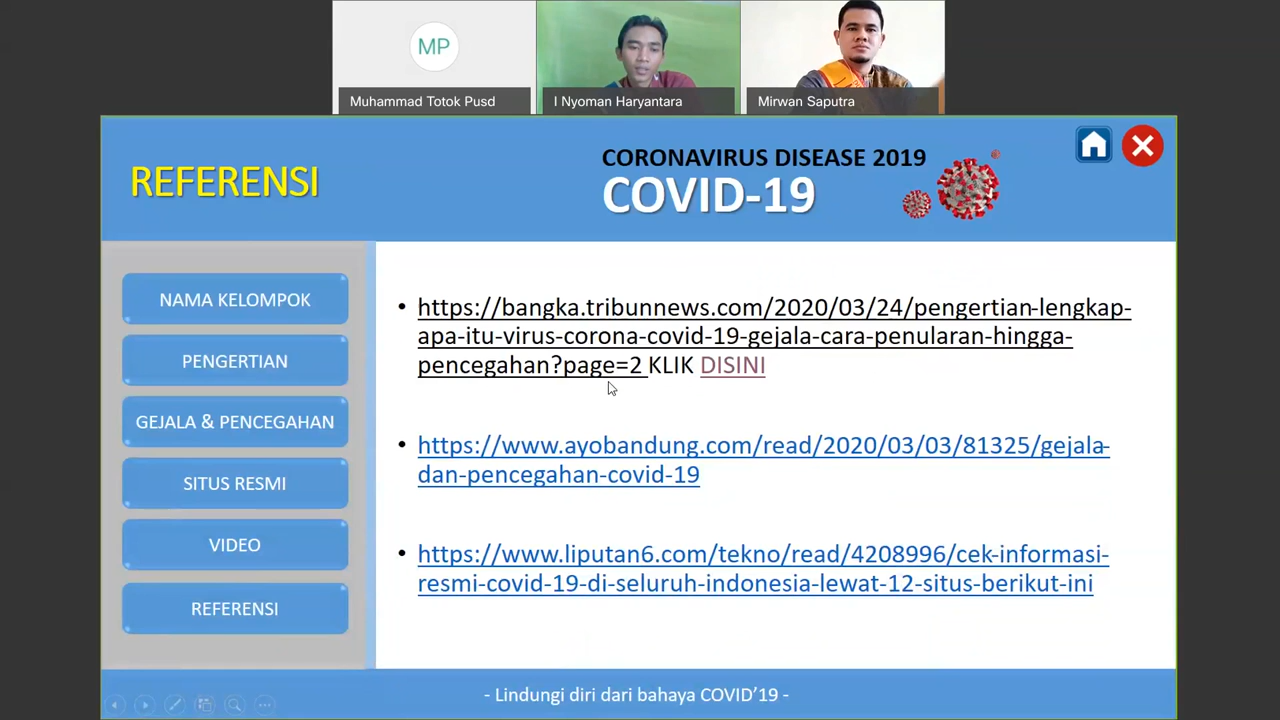 MP
Muhammad Totok Pusd
I Nyoman Haryantara
Mirwan Saputra
REFERENSI
CORONAVIRUS DISEASE 2019
COVID-19
NAMA KELOMPOK
PENGERTIAN
GEJALA & PENCEGAHAN
SITUS RESMI
VIDEO
REFERENSI
• https://bangka.tribunnews.com/2020/03/24/pengertian-lengkap-
apa-itu-virus-corona-covid-19-gejala-cara-penularan-hingga-
pencegahan?page=2 KLIK DISINI
• https://www.ayobandung.com/read/2020/03/03/81325/gejala-
dan-pencegahan-covid-19
• https://www.liputan6.com/tekno/read/4208996/cek-informasi-
resmi-covid-19-di-seluruh-indonesia-lewat-12-situs-berikut-ini
- Lindungi diri dari bahaya COVID'19 -